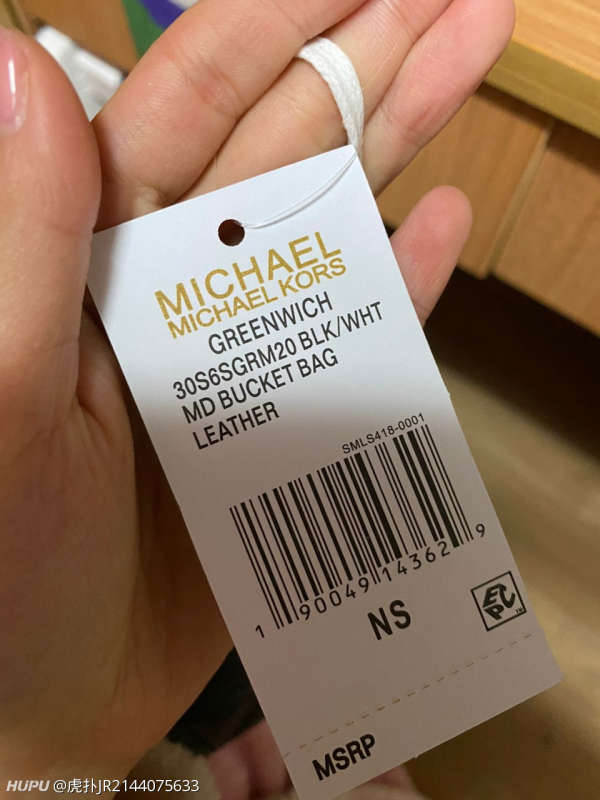 MICHAEL
MICHAEL KORS
GREENWICH
30S6SGRM20 BLK/WHT
MD BUCKET BAG
LEATHER
SMLS418-0001
1 90049 14362 9
NS
EPC™
MSRP
HUPU @虎扑JR2144075633